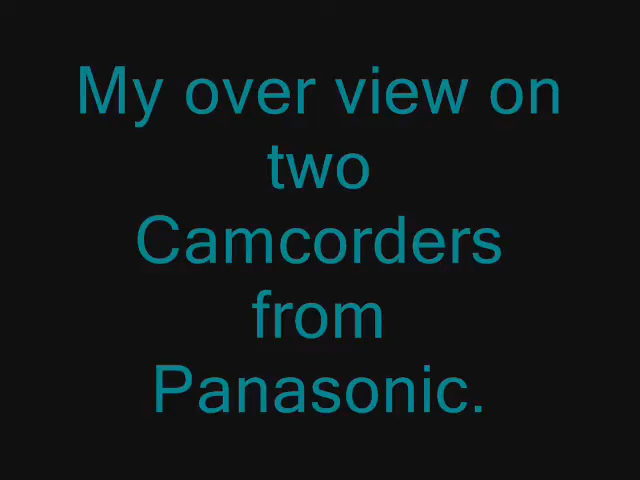 My over view on
two
Camcorders
from
Panasonic.